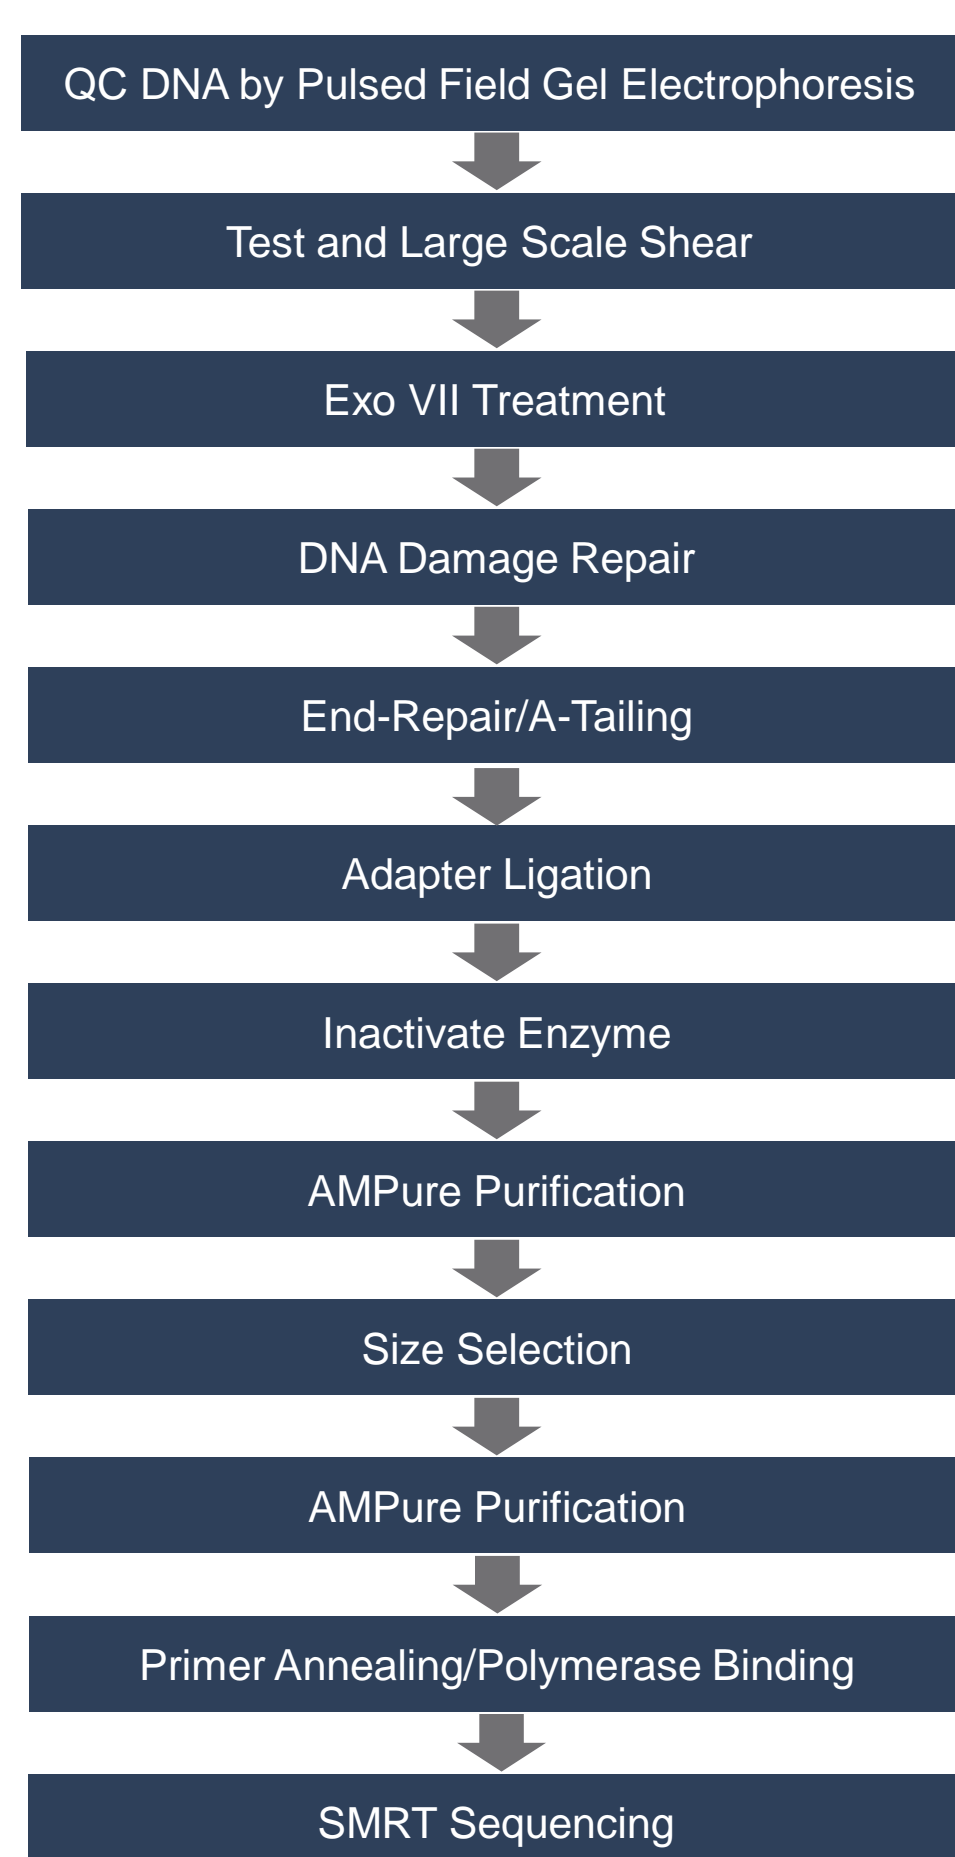 QC DNA by Pulsed Field Gel Electrophoresis
Test and Large Scale Shear
Exo VII Treatment
DNA Damage Repair
End-Repair/A-Tailing
Adapter Ligation
Inactivate Enzyme
AMPure Purification
Size Selection
AMPure Purification
Primer Annealing/Polymerase Binding
SMRT Sequencing